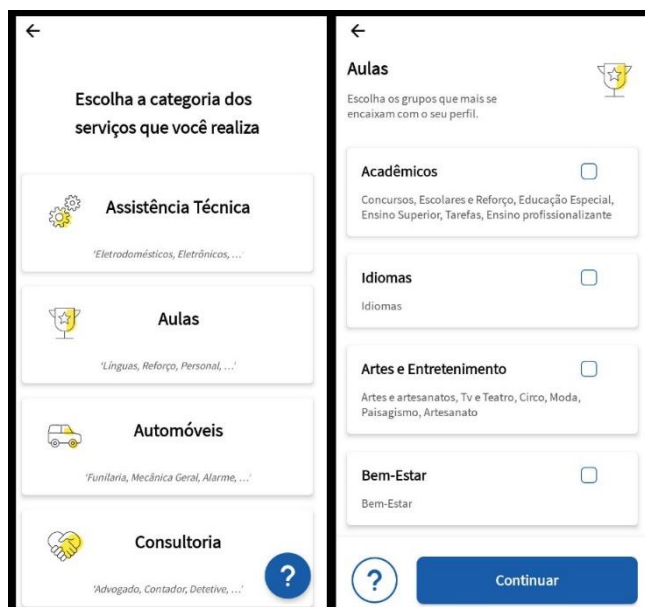 Escolha a categoria dos
serviços que você realiza
Assistência Técnica
'Eletrodomésticos, Eletrônicos, ...'
Aulas
'Línguas, Reforço, Personal, ...'
Automóveis
'Funilaria, Mecânica Geral, Alarme, ...'
Consultoria
'Advogado, Contador, Detetive, ...'
?
Aulas
Escolha os grupos que mais se
encaixam com o seu perfil.
Acadêmicos
Concursos, Escolares e Reforço, Educação Especial,
Ensino Superior, Tarefas, Ensino profissionalizante
Idiomas
Idiomas
Artes e Entretenimento
Artes e artesanatos, Tv e Teatro, Circo, Moda,
Paisagismo, Artesanato
Bem-Estar
Bem-Estar
?
Continuar